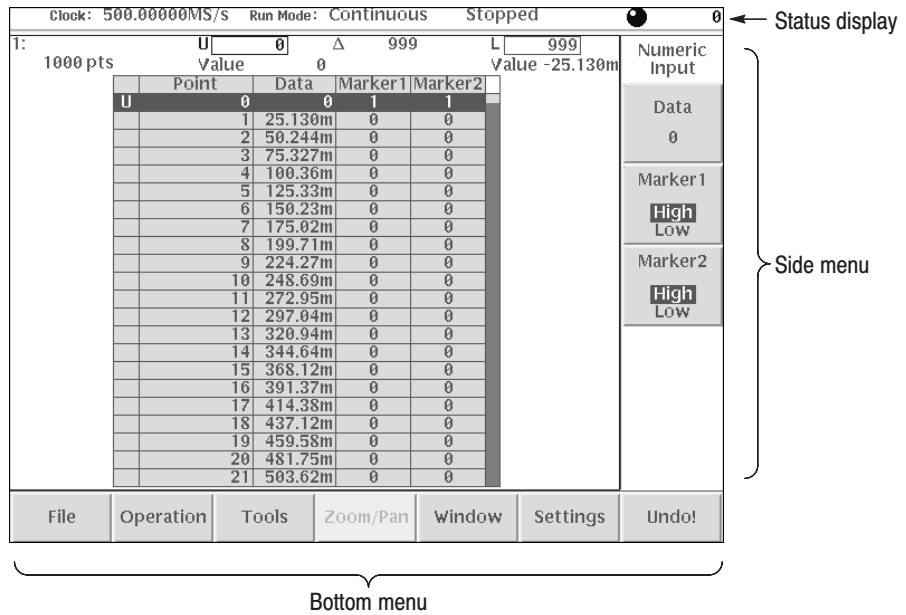 Clock: 500.00000MS/s Run Mode: Continuous Stopped 0
Status display
1: U 0 Δ 999 L 999
1000 pts Value 0 Value -25.130m
Numeric
Input
Point Data Marker1 Marker2
U 0 0 1 1
1 25.130m 0 0
2 50.244m 0 0
3 75.327m 0 0
4 100.36m 0 0
5 125.33m 0 0
6 150.23m 0 0
7 175.02m 0 0
8 199.71m 0 0
9 224.27m 0 0
10 248.69m 0 0
11 272.95m 0 0
12 297.04m 0 0
13 320.94m 0 0
14 344.64m 0 0
15 368.12m 0 0
16 391.37m 0 0
17 414.38m 0 0
18 437.12m 0 0
19 459.58m 0 0
20 481.75m 0 0
21 503.62m 0 0
Data
0
Marker1
High
Low
Marker2
High
Low
Side menu
File Operation Tools Zoom/Pan Window Settings Undo!
Bottom menu